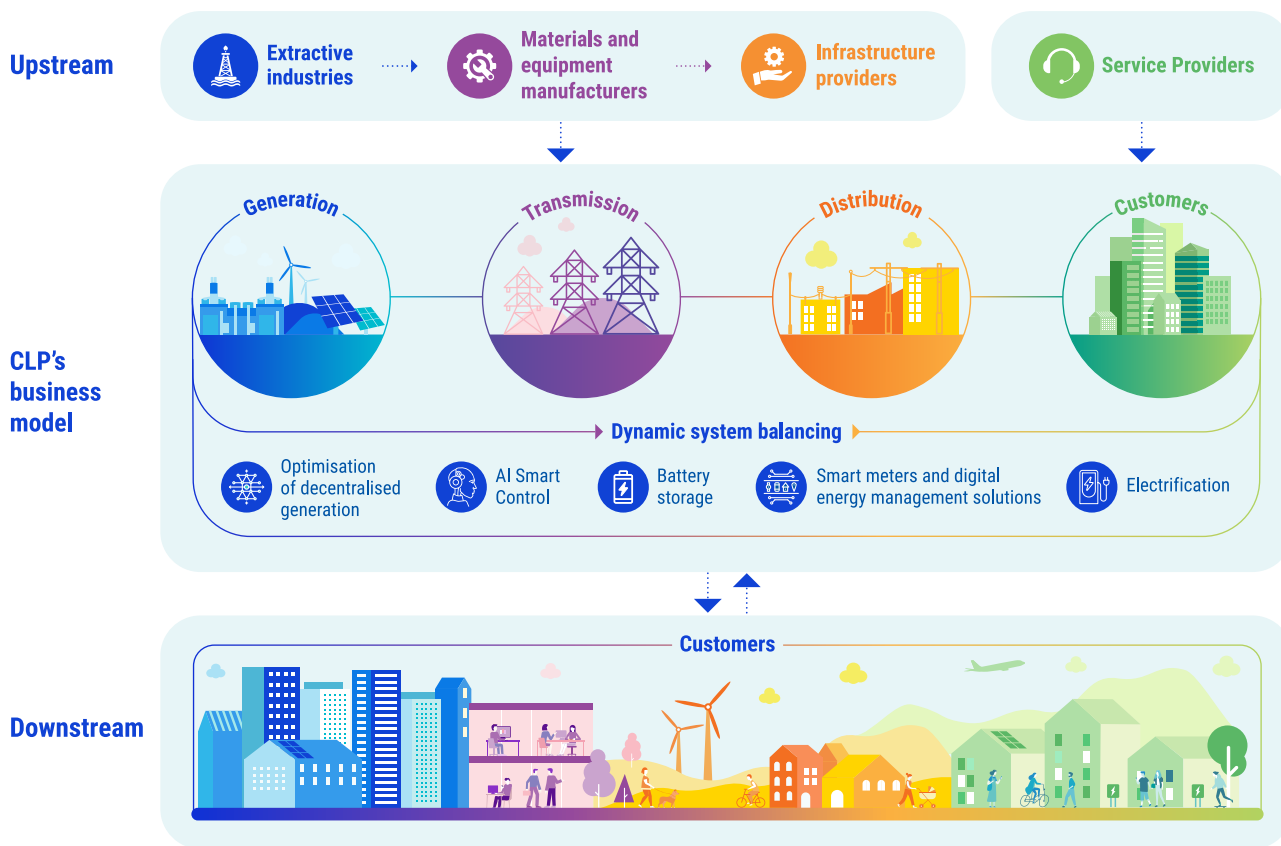 Upstream
Extractive
industries
Materials and
equipment
manufacturers
Infrastructure
providers
Service Providers
CLP's
business
model
Generation
Transmission
Distribution
Customers
Dynamic system balancing
Optimisation
of decentralised
generation
AI Smart
Control
Battery
storage
Smart meters and digital
energy management solutions
Electrification
Downstream
Customers